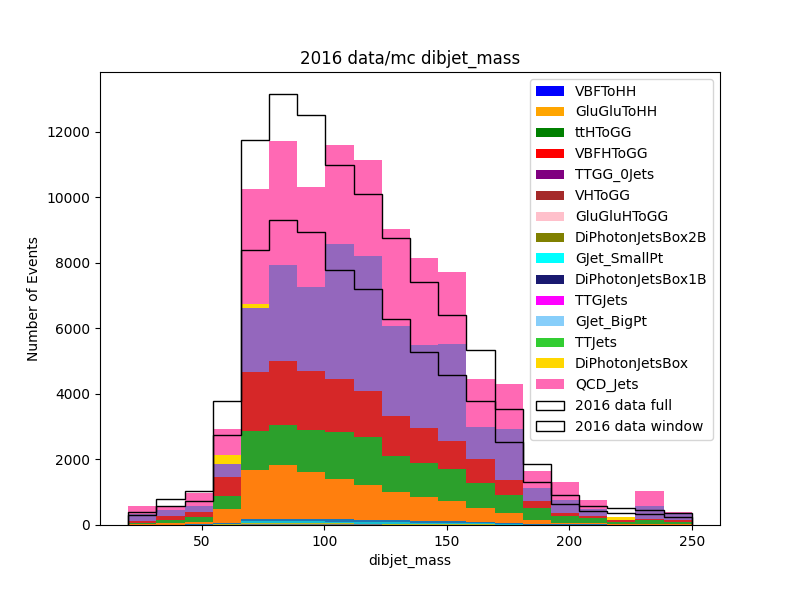 2016 data/mc dibjet_mass
Number of Events
12000
10000
8000
6000
4000
2000
0
50
100
150
200
250
dibjet_mass
VBFToHH
GluGluToHH
ttHToGG
VBFHToGG
TTGG_0Jets
VHToGG
GluGluHToGG
DiPhotonJetsBox2B
GJet_SmallPt
DiPhotonJetsBox1B
TTGJets
GJet_BigPt
TTJets
DiPhotonJetsBox
QCD_Jets
2016 data full
2016 data window